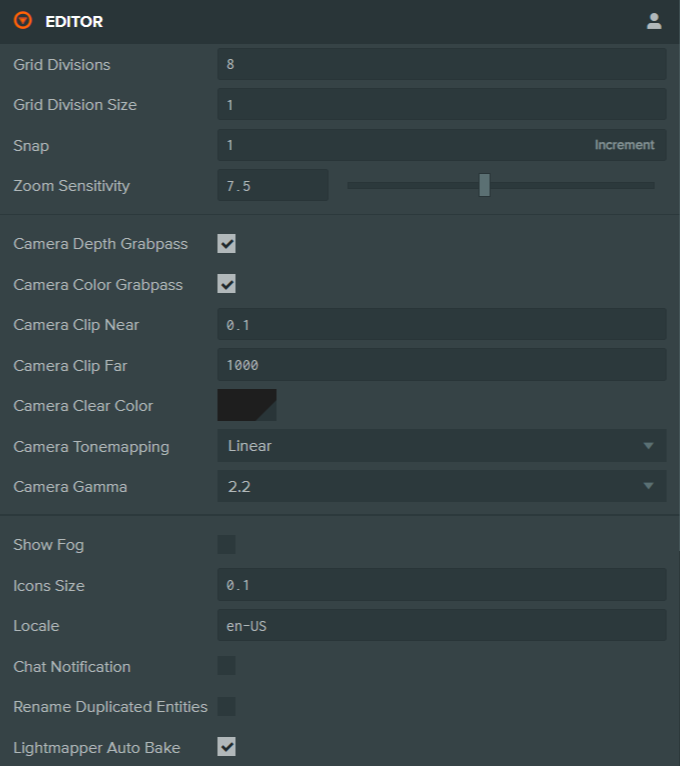 EDITOR
Grid Divisions 8
Grid Division Size 1
Snap 1 Increment
Zoom Sensitivity 7.5
Camera Depth Grabpass
Camera Color Grabpass
Camera Clip Near 0.1
Camera Clip Far 1000
Camera Clear Color
Camera Tonemapping Linear
Camera Gamma 2.2
Show Fog
Icons Size 0.1
Locale en-US
Chat Notification
Rename Duplicated Entities
Lightmapper Auto Bake